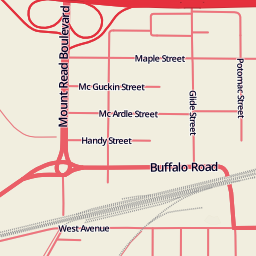 Maple Street
Mc Guckin Street
Mount Read Boulevard
Potomac Street
Glide Street
Mc Ardle Street
Handy Street
Buffalo Road
West Avenue